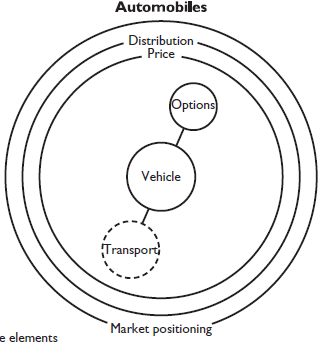 Automobiles
Distribution
Price
Options
Vehicle
Transport
Market positioning
e elements